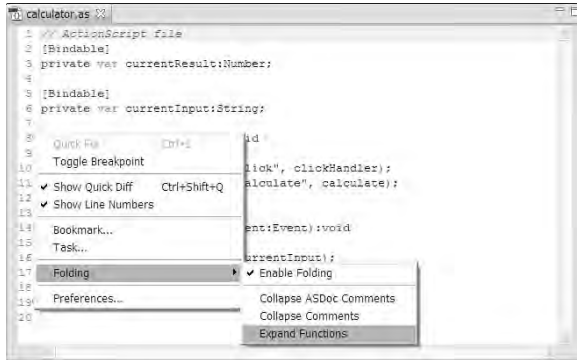 calculator.as
1 // ActionScript file
2 [Bindable]
3 private var currentResult:Number;
4
5 [Bindable]
6 private var currentInput:String;
7
8 id
9
10 lick", clickHandler);
11 alculate", calculate);
12
13
14 ent:Event):void
15
16 urrentInput);
17
18
19
20
Quick Fix Ctrl+1
Toggle Breakpoint
Show Quick Diff Ctrl+Shift+Q
Show Line Numbers
Bookmark...
Task...
Folding
Preferences...
Enable Folding
Collapse ASDoc Comments
Collapse Comments
Expand Functions